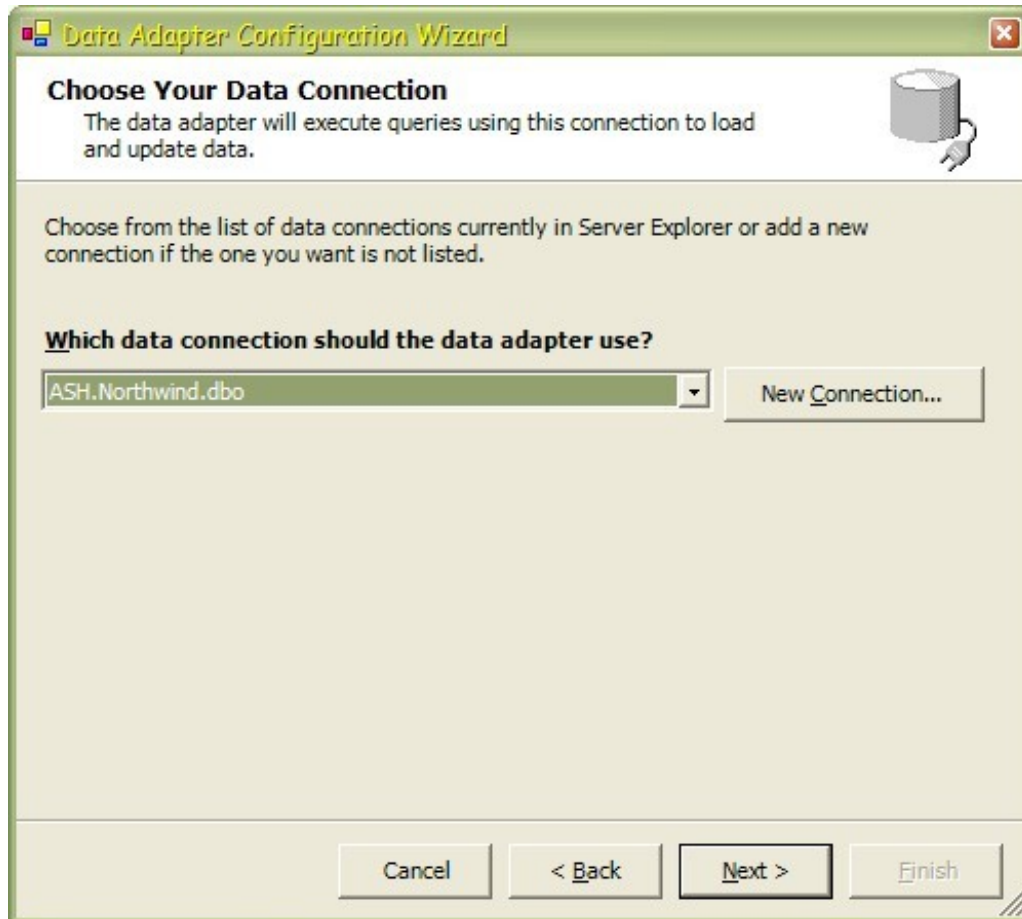 Data Adapter Configuration Wizard
Choose Your Data Connection
The data adapter will execute queries using this connection to load
and update data.
Choose from the list of data connections currently in Server Explorer or add a new
connection if the one you want is not listed.
Which data connection should the data adapter use?
ASH.Northwind.dbo
New Connection...
Cancel
< Back
Next >
Finish